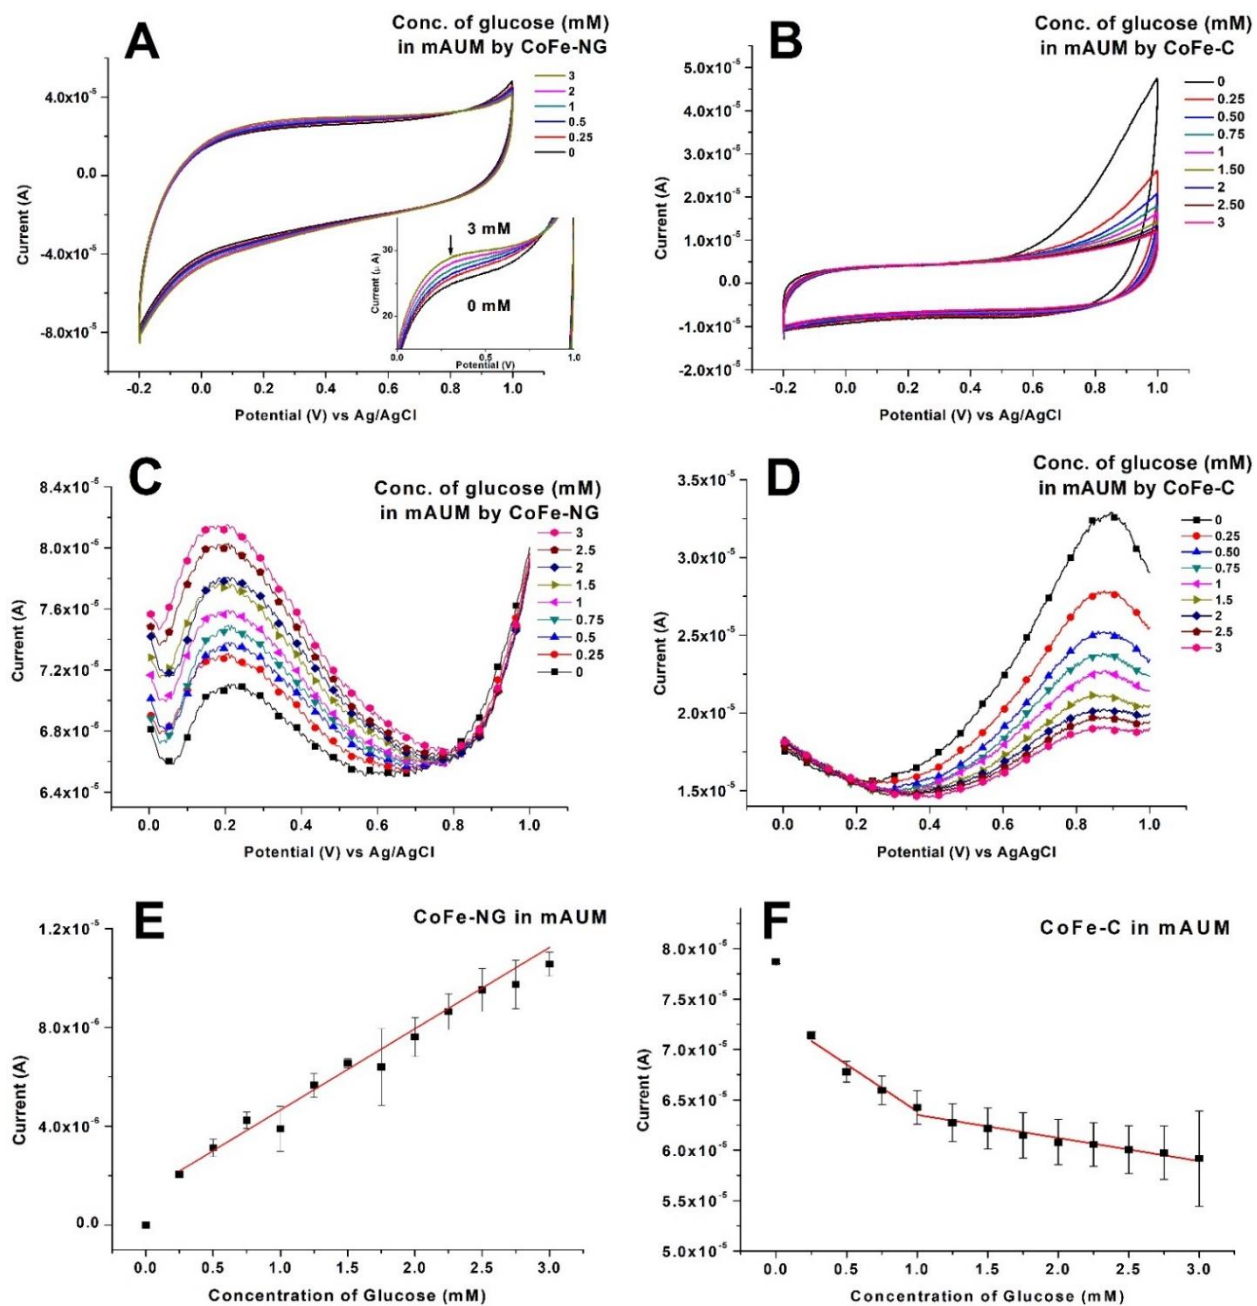 A
Conc. of glucose (mM)
in mAUM by CoFe-NG
3
2
1
0.5
0.25
0
4.0x10⁻⁵
0.0
-4.0x10⁻⁵
-8.0x10⁻⁵
Current (A)
-0.2 0.0 0.2 0.4 0.6 0.8 1.0
Potential (V) vs Ag/AgCl
3 mM
0 mM
30
20
Current (μ A)
0.0 0.5 1.0
Potential (V)
B
Conc. of glucose (mM)
in mAUM by CoFe-C
0
0.25
0.50
0.75
1
1.50
2
2.50
3
5.0x10⁻⁵
4.0x10⁻⁵
3.0x10⁻⁵
2.0x10⁻⁵
1.0x10⁻⁵
0.0
-1.0x10⁻⁵
-2.0x10⁻⁵
Current (A)
-0.2 0.0 0.2 0.4 0.6 0.8 1.0
Potential (V) vs Ag/AgCl
C
Conc. of glucose (mM)
in mAUM by CoFe-NG
3
2.5
2
1.5
1
0.75
0.5
0.25
0
8.4x10⁻⁶
8.0x10⁻⁶
7.6x10⁻⁶
7.2x10⁻⁶
6.8x10⁻⁶
6.4x10⁻⁶
Current (A)
0.0 0.2 0.4 0.6 0.8 1.0
Potential (V) vs Ag/AgCl
D
Conc. of glucose (mM)
in mAUM by CoFe-C
0
0.25
0.50
0.75
1
1.5
2
2.5
3
3.5x10⁻⁵
3.0x10⁻⁵
2.5x10⁻⁵
2.0x10⁻⁵
1.5x10⁻⁵
Current (A)
0.0 0.2 0.4 0.6 0.8 1.0
Potential (V) vs AgAgCl
E
CoFe-NG in mAUM
1.2x10⁻⁵
8.0x10⁻⁶
4.0x10⁻⁶
0.0
Current (A)
0.0 0.5 1.0 1.5 2.0 2.5 3.0
Concentration of Glucose (mM)
F
CoFe-C in mAUM
8.0x10⁻⁵
7.5x10⁻⁵
7.0x10⁻⁵
6.5x10⁻⁵
6.0x10⁻⁵
5.5x10⁻⁵
5.0x10⁻⁵
Current (A)
0.0 0.5 1.0 1.5 2.0 2.5 3.0
Concentration of Glucose (mM)